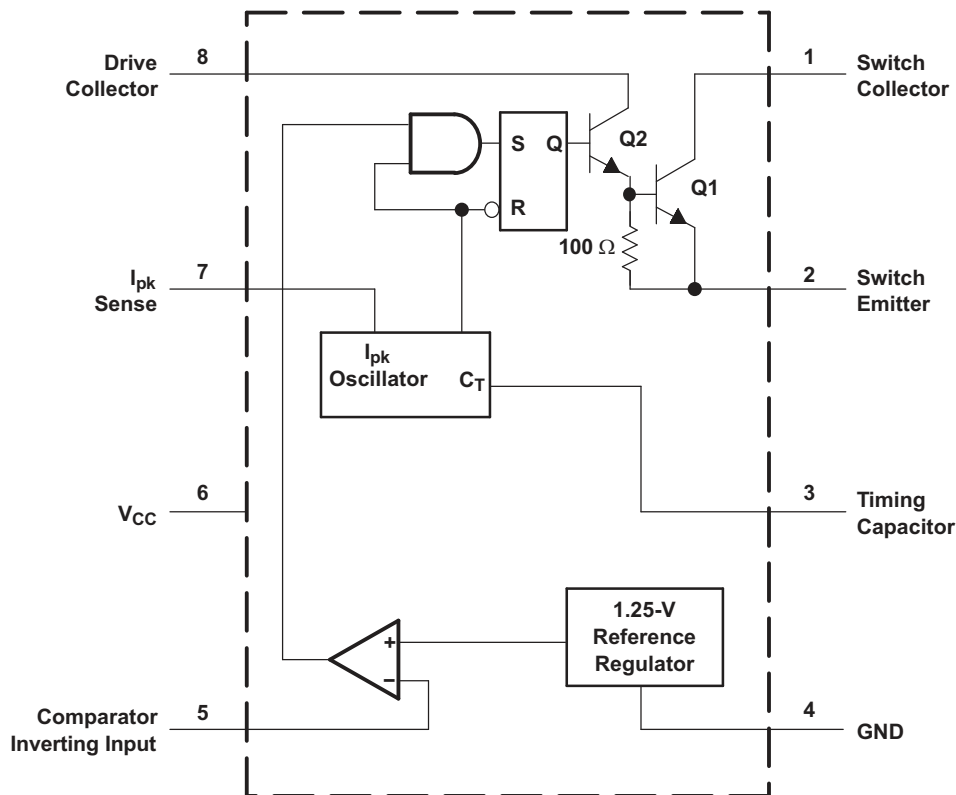 Drive
Collector
8
1
Switch
Collector
S
Q
R
Q2
Q1
100 Ω
Ipk
Sense
7
2
Switch
Emitter
Ipk
Oscillator
CT
VCC
6
3
Timing
Capacitor
1.25-V
Reference
Regulator
+
−
Comparator
Inverting Input
5
4
GND